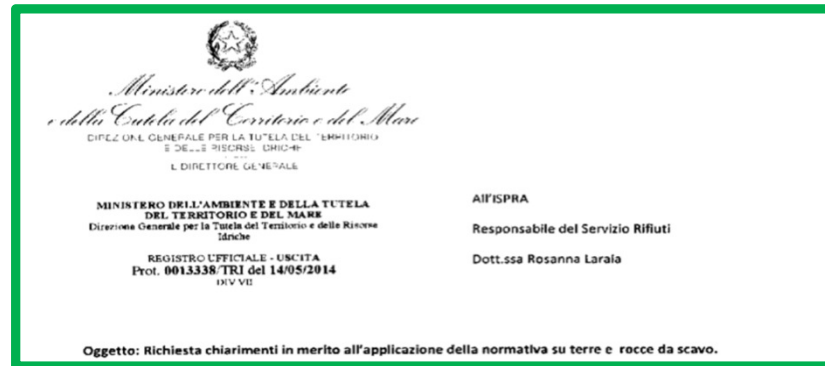 Ministero dell'Ambiente
e della Tutela del Territorio e del Mare
DIREZIONE GENERALE PER LA TUTELA DEL TERRITORIO
E DELLE RISORSE IDRICHE
IL DIRETTORE GENERALE
MINISTERO DELL'AMBIENTE E DELLA TUTELA
DEL TERRITORIO E DEL MARE
Direzione Generale per la Tutela del Territorio e delle Risorse
Idriche
REGISTRO UFFICIALE - USCITA
Prot. 0013338/TRI del 14/05/2014
DIV VII
All'ISPRA
Responsabile del Servizio Rifiuti
Dott.ssa Rosanna Laraia
Oggetto: Richiesta chiarimenti in merito all'applicazione della normativa su terre e rocce da scavo.